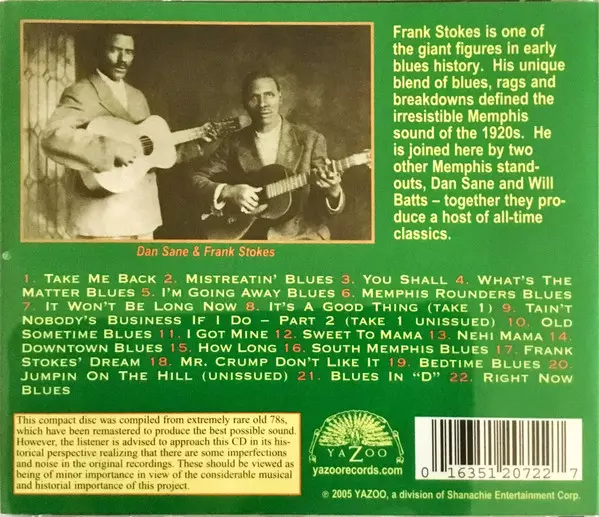 Frank Stokes is one of
the giant figures in early
blues history. His unique
blend of blues, rags and
breakdowns defined the
irresistible Memphis
sound of the 1920s. He
is joined here by two
other Memphis stand-
outs, Dan Sane and Will
Batts – together they pro-
duce a host of all-time
classics.
Dan Sane & Frank Stokes
1. Take Me Back 2. Mistreatin' Blues 3. You Shall 4. What's The
Matter Blues 5. I'm Going Away Blues 6. Memphis Rounders Blues
7. It Won't Be Long Now 8. It's A Good Thing (take 1) 9. Tain't
Nobody's Business If I Do – Part 2 (take 1 unissued) 10. Old
Sometime Blues 11. I Got Mine 12. Sweet To Mama 13. Nehi Mama 14.
Downtown Blues 15. How Long 16. South Memphis Blues 17. Frank
Stokes' Dream 18. Mr. Crump Don't Like It 19. Bedtime Blues 20.
Jumpin On The Hill (unissued) 21. Blues In "D" 22. Right Now
Blues
This compact disc was compiled from extremely rare old 78s,
which have been remastered to produce the best possible sound.
However, the listener is advised to approach this CD in its his-
torical perspective realizing that there are some imperfections
and noise in the original recordings. These should be viewed as
being of minor importance in view of the considerable musical
and historical importance of this project.
YAZOO
yazoorecords.com
0 16351 20722 7
℗ 2005 YAZOO, a division of Shanachie Entertainment Corp.